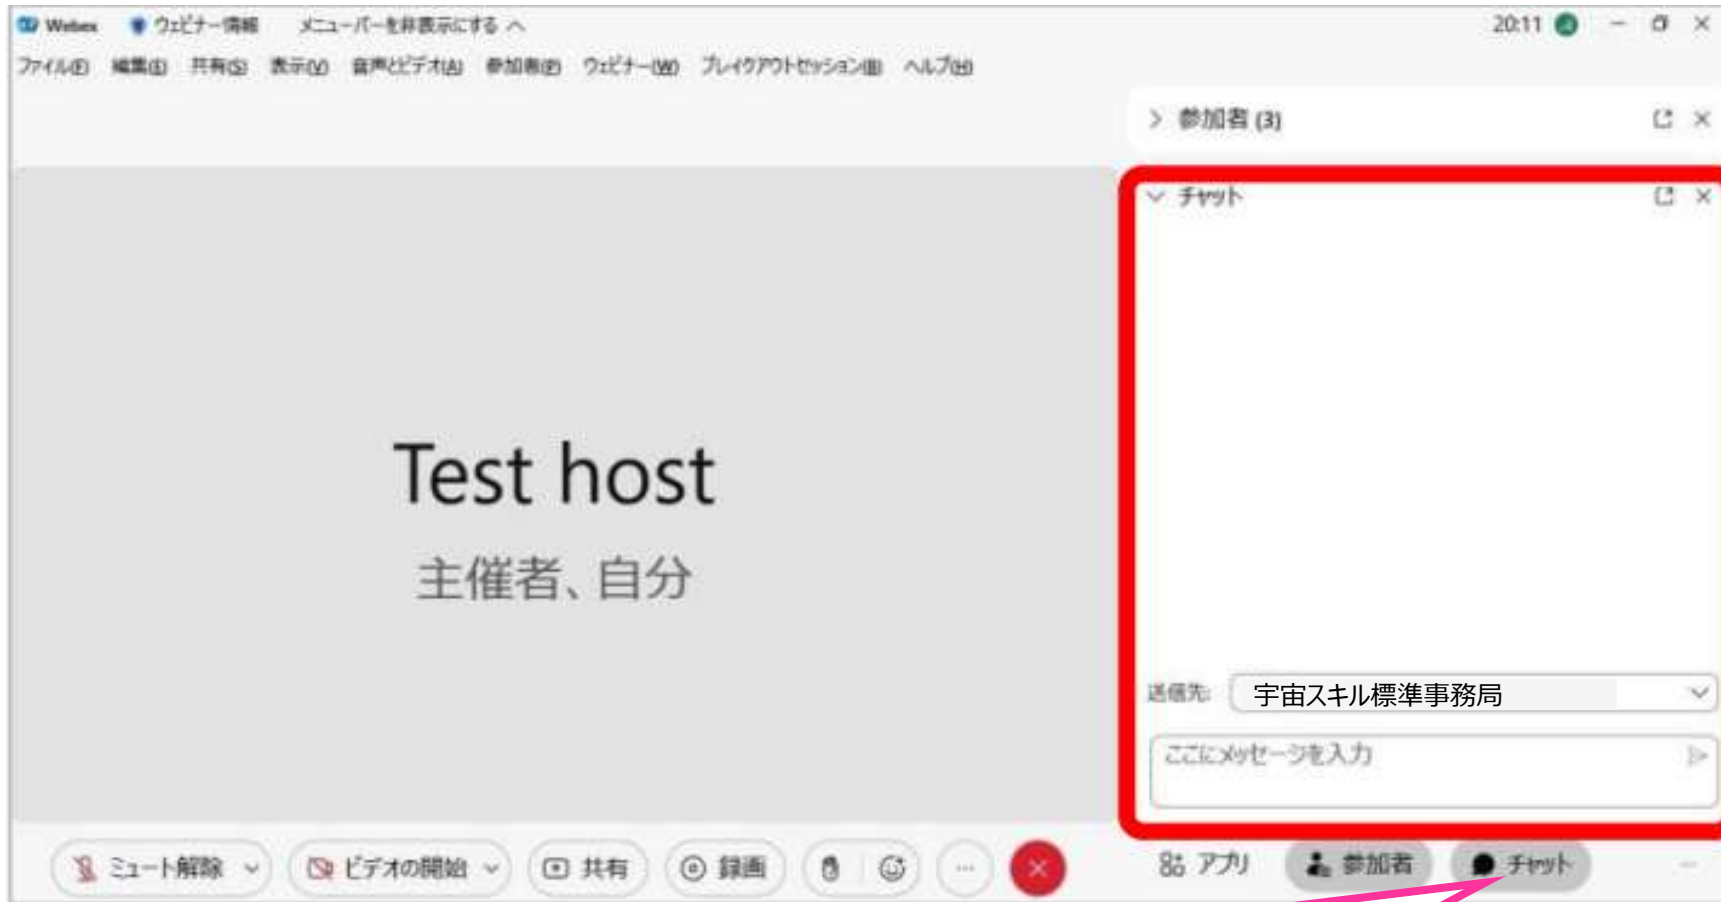 Webex ウェビナー情報 メニューバーを非表示にする 20:11
ファイル(F) 編集(E) 共有(S) 表示(V) 音声とビデオ(A) 参加者(P) ウェビナー(W) ブレイクアウトセッション(B) ヘルプ(H)
参加者 (3)
チャット
Test host
主催者、自分
送信先: 宇宙スキル標準事務局
ここにメッセージを入力
ミュート解除 ビデオの開始 共有 録画 アプリ 参加者 チャット